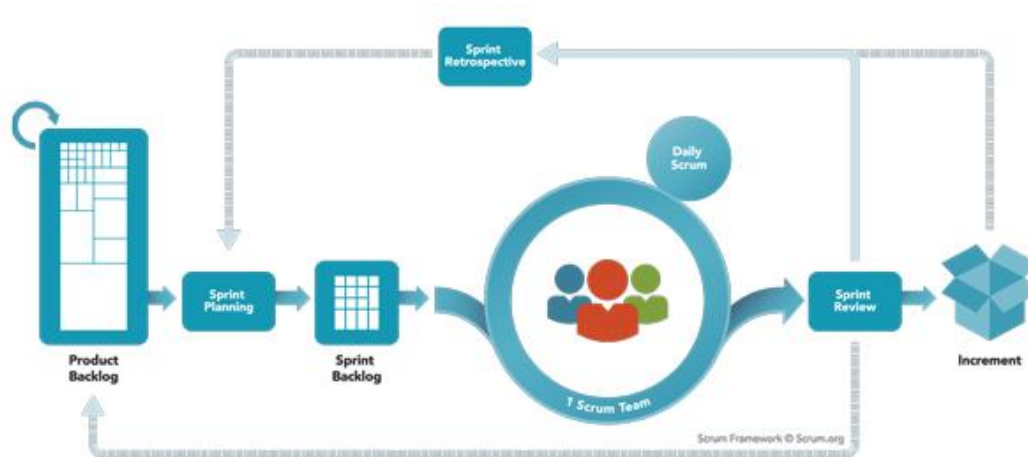 Sprint
Retrospective
Daily
Scrum
Sprint
Planning
Sprint
Review
Product
Backlog
Sprint
Backlog
1 Scrum Team
Increment
Scrum Framework © Scrum.org